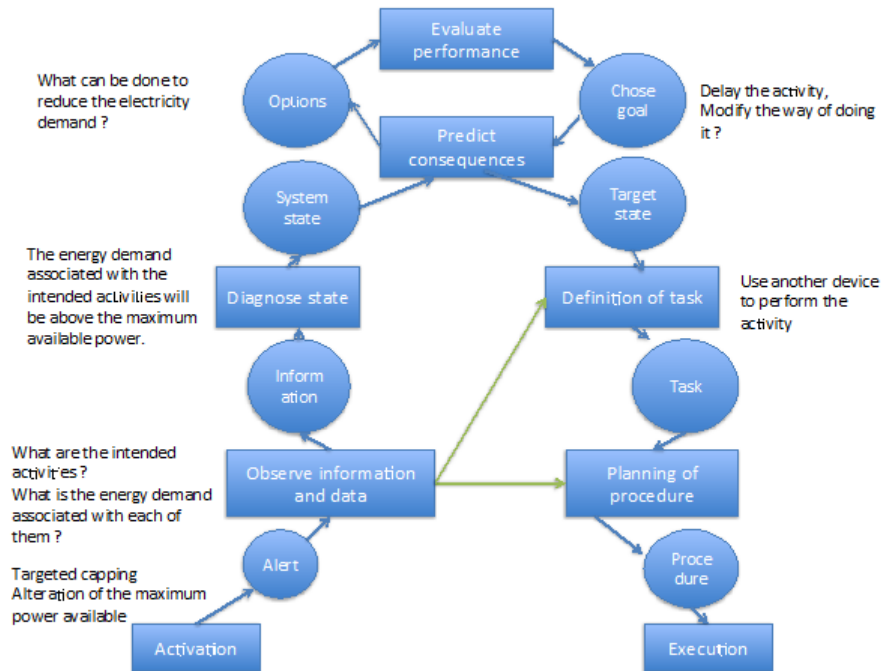 Evaluate
performance
What can be done to
reduce the electricity
demand ?
Options
Chose
goal
Delay the activity,
Modify the way of doing
it ?
Predict
consequences
System
state
Target
state
The energy demand
associated with the
intended activilies will
be above the maximum
available power.
Diagnose state
Definition of task
Use another device
to perform the
activity
Inform
ation
Task
What are the intended
activities ?
What is the energy demand
associated with each of
them ?
Observe information
and data
Planning of
procedure
Alert
Proce
dure
Targeted capping
Alteration of the maximum
power available
Activation
Execution